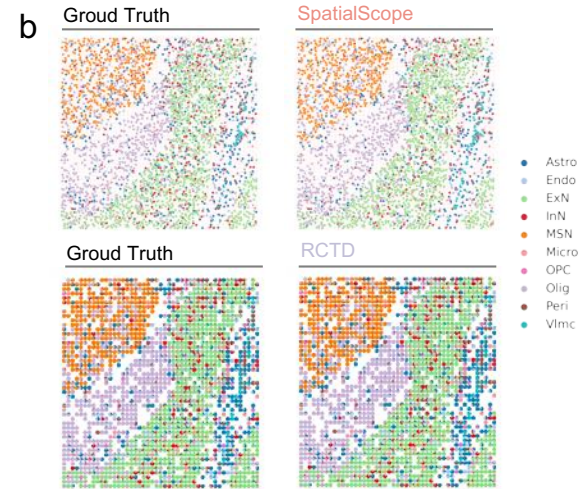 b
Groud Truth
SpatialScope
Groud Truth
RCTD
Astro
Endo
ExN
InN
MSN
Micro
OPC
Olig
Peri
Vlmc